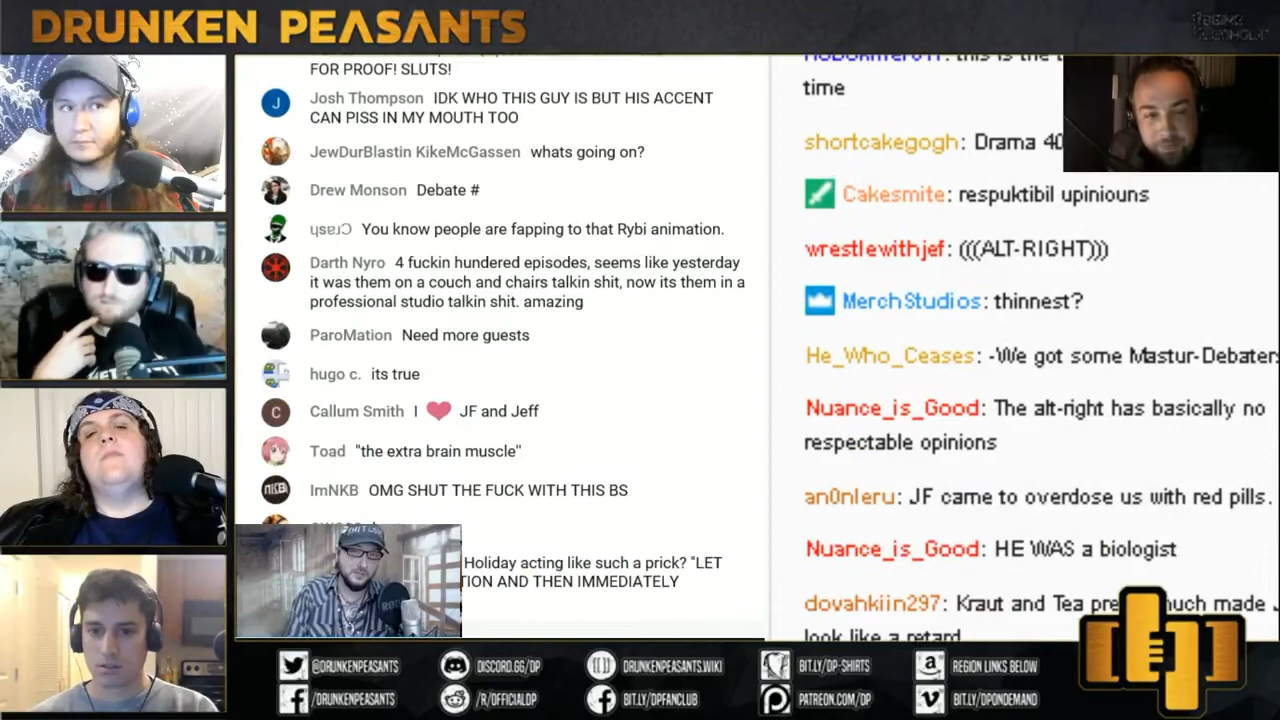 DRUNKEN PEASANTS
FOR PROOF! SLUTS!
Josh Thompson IDK WHO THIS GUY IS BUT HIS ACCENT
CAN PISS IN MY MOUTH TOO
JewDurBlastin KikeMcGassen whats going on?
Drew Monson Debate #
You know people are fapping to that Rybi animation.
Darth Nyro 4 fuckin hundered episodes, seems like yesterday
it was them on a couch and chairs talkin shit, now its them in a
professional studio talkin shit. amazing
ParoMation Need more guests
hugo c. its true
Callum Smith I ❤ JF and Jeff
Toad "the extra brain muscle"
ImNKB OMG SHUT THE FUCK WITH THIS BS
Holiday acting like such a prick? "LET
AND THEN IMMEDIATELY
this is the
time
shortcakegogh: Drama 40
Cakesmite: respuktibil upiniouns
wrestlewithjef: (((ALT-RIGHT)))
MerchStudios: thinnest?
He_Who_Ceases: -We got some Mastur-Debaters
Nuance_is_Good: The alt-right has basically no
respectable opinions
an0nleru: JF came to overdose us with red pills.
Nuance_is_Good: HE WAS a biologist
dovahkiin297: Kraut and Tea much made
look like a retard
@DRUNKENPEASANTS
DISCORD.GG/DP
DRUNKENPEASANTS.WIKI
BIT.LY/DP-SHIRTS
REGION LINKS BELOW
/DRUNKENPEASANTS
/R/OFFICIALDP
BIT.LY/DPFANCLUB
PATREON.COM/DP
BIT.LY/DPONDEMAND